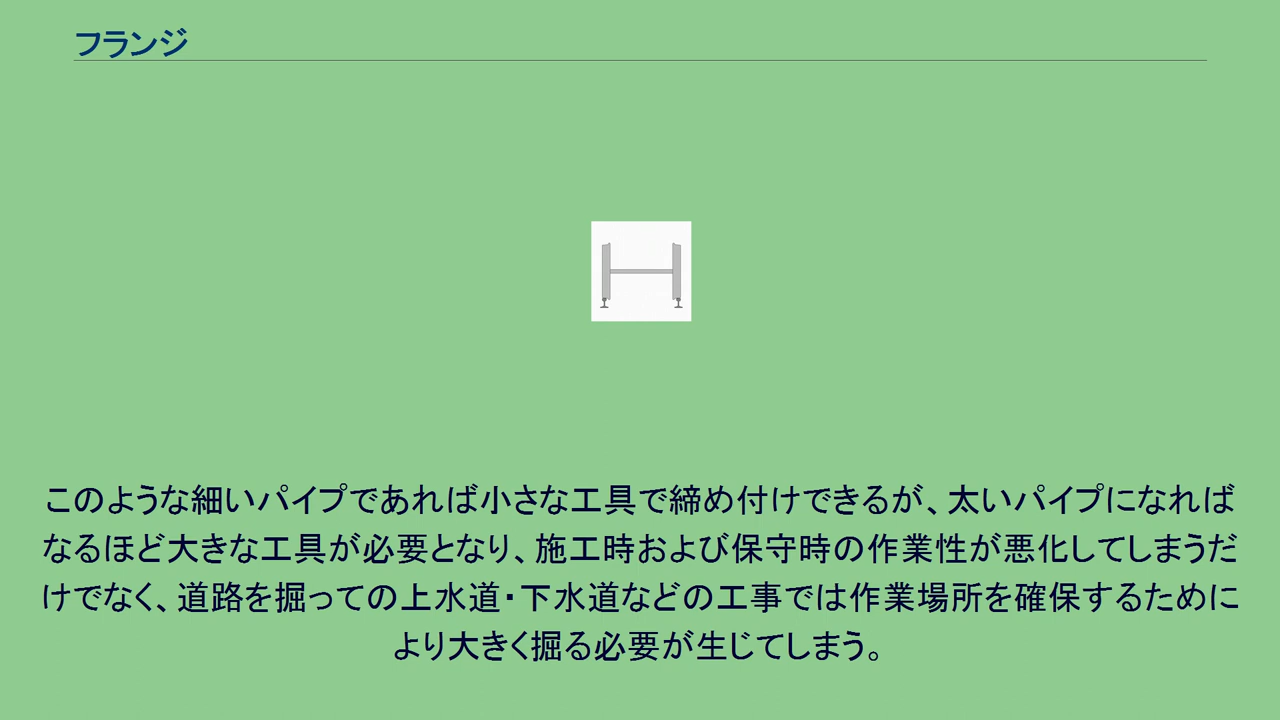 フランジ
このような細いパイプであれば小さな工具で締め付けできるが、太いパイプになれば
なるほど大きな工具が必要となり、施工時および保守時の作業性が悪化してしまうだ
けでなく、道路を掘っての上水道・下水道などの工事では作業場所を確保するために
より大きく掘る必要が生じてしまう。